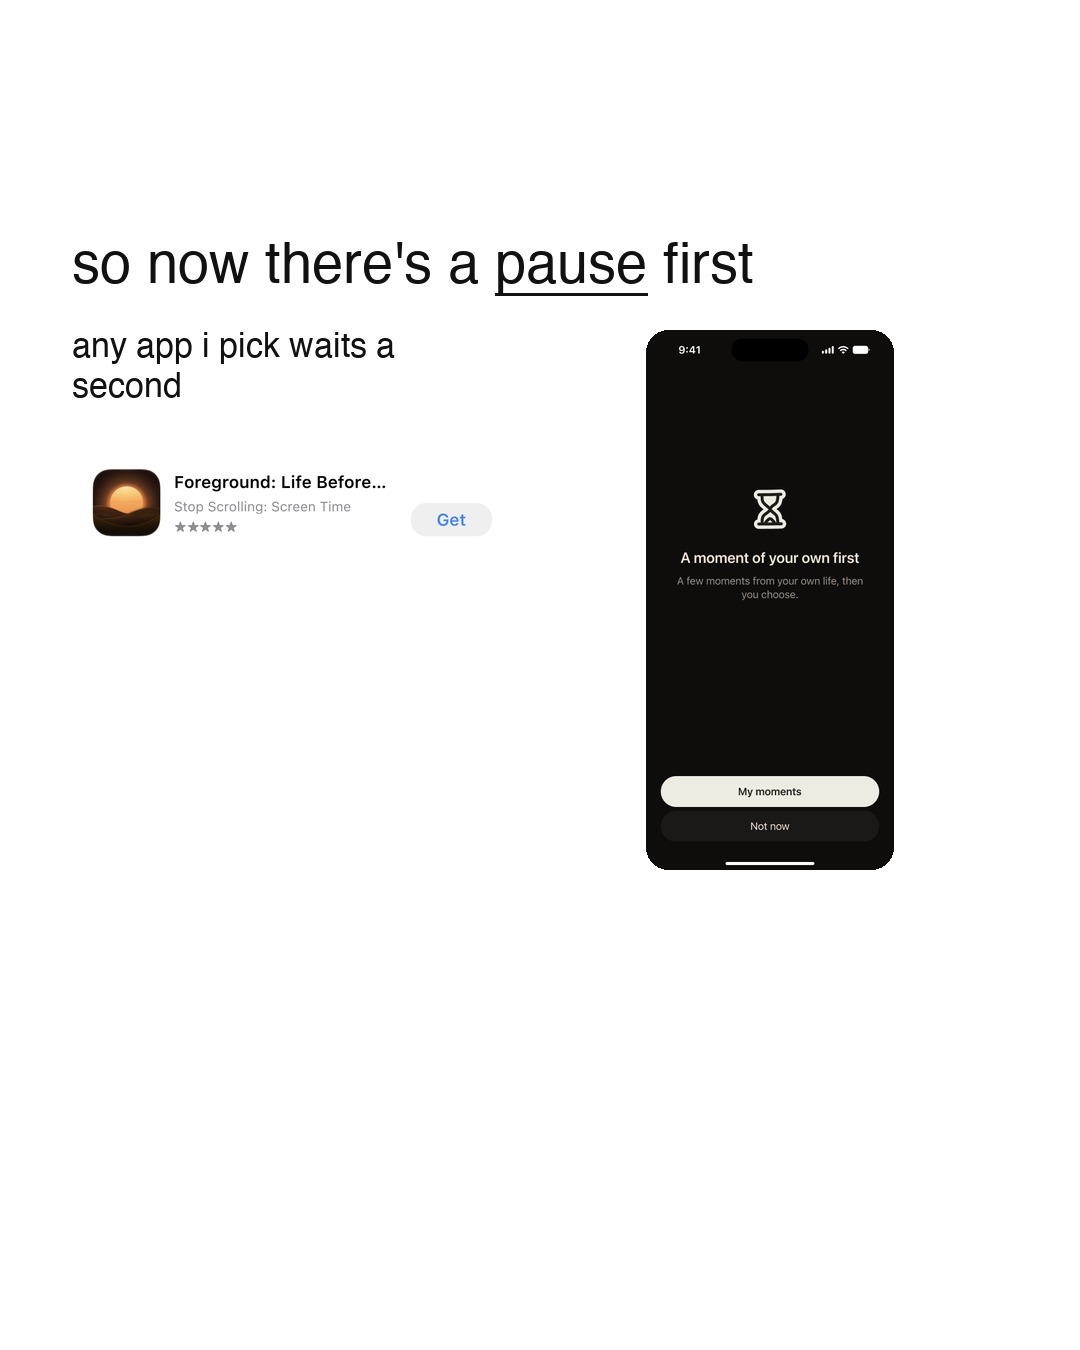 so now there's a pause first
any app i pick waits a
second
Foreground: Life Before...
Stop Scrolling: Screen Time
★★★★★
Get
9:41
A moment of your own first
A few moments from your own life, then
you choose.
My moments
Not now